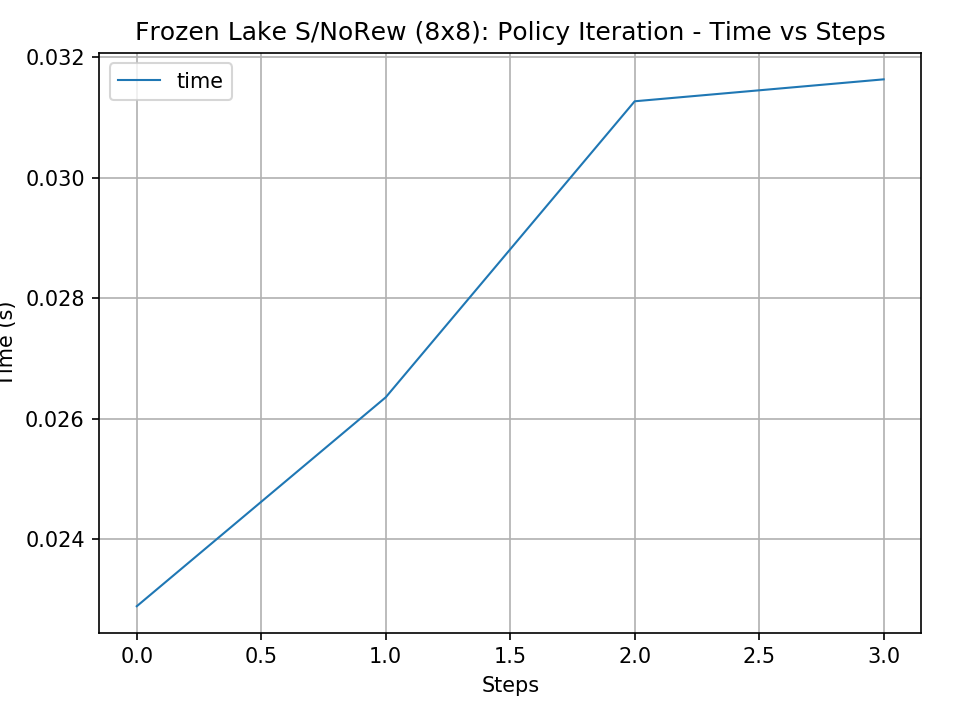 Frozen Lake S/NoRew (8x8): Policy Iteration - Time vs Steps
time
0.032
0.030
0.028
0.026
0.024
Time (s)
0.0 0.5 1.0 1.5 2.0 2.5 3.0
Steps